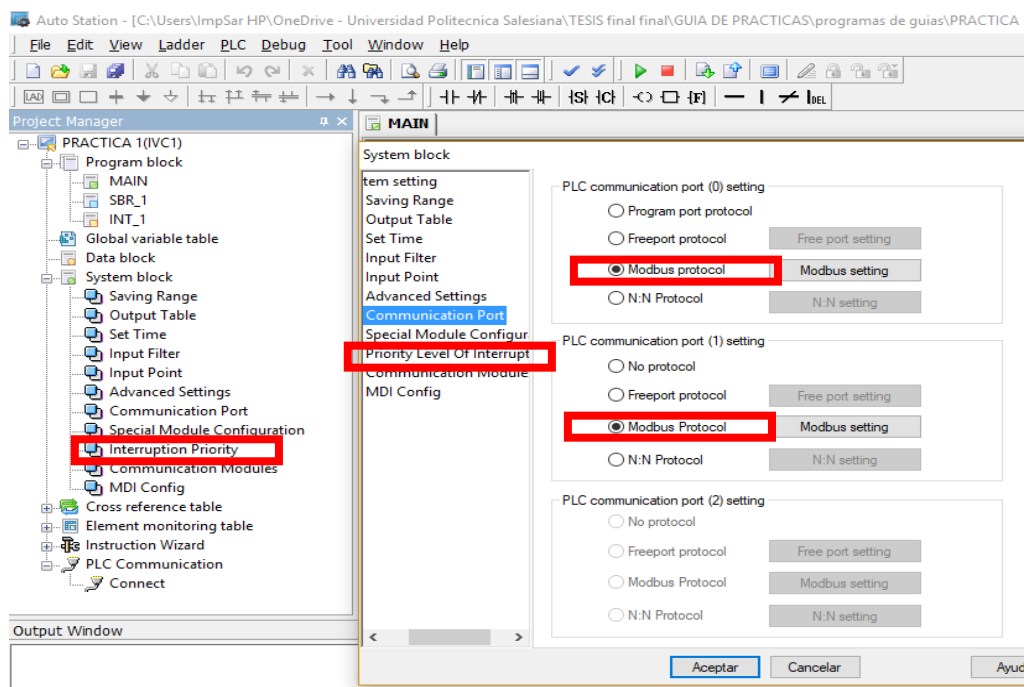 Auto Station - [C:\Users\ImpSar HP\OneDrive - Universidad Politecnica Salesiana\TESIS final final\GUIA DE PRACTICAS\programas de guias\PRACTICA
File Edit View Ladder PLC Debug Tool Window Help
LAD
S C F DEL
Project Manager
PRACTICA 1(IVC1)
Program block
MAIN
SBR_1
INT_1
Global variable table
Data block
System block
Saving Range
Output Table
Set Time
Input Filter
Input Point
Advanced Settings
Communication Port
Special Module Configuration
Interruption Priority
Communication Modules
MDI Config
Cross reference table
Element monitoring table
Instruction Wizard
PLC Communication
Connect
Output Window
MAIN
System block
tem setting
Saving Range
Output Table
Set Time
Input Filter
Input Point
Advanced Settings
Communication Port
Special Module Configur
Priority Level Of Interrupt
Communication Module
MDI Config
PLC communication port (0) setting
Program port protocol
Freeport protocol Free port setting
Modbus protocol Modbus setting
N:N Protocol N:N setting
PLC communication port (1) setting
No protocol
Freeport protocol Free port setting
Modbus Protocol Modbus setting
N:N Protocol N:N setting
PLC communication port (2) setting
No protocol
Freeport protocol Free port setting
Modbus Protocol Modbus setting
N:N Protocol N:N setting
Aceptar Cancelar Ayud